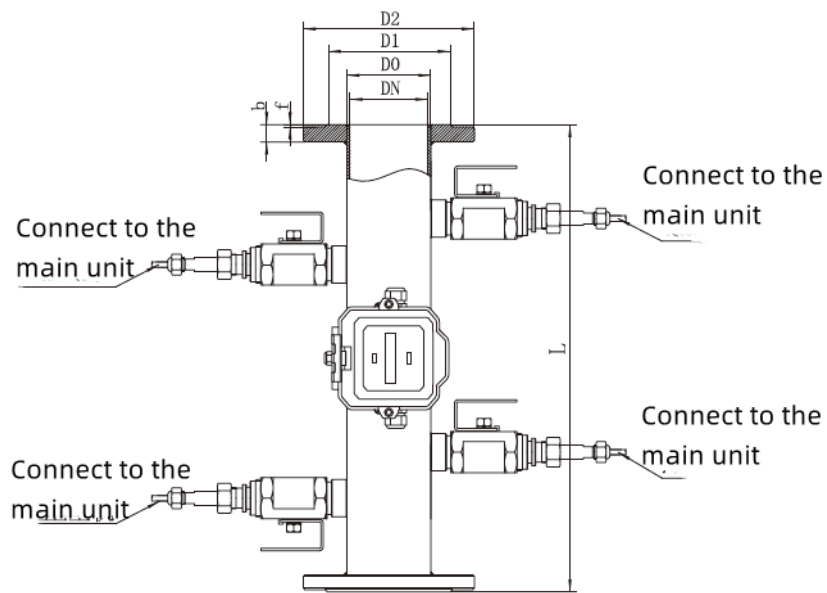 D2
D1
D0
DN
b
f
Connect to the
main unit
Connect to the
main unit
L
Connect to the
main unit
Connect to the
main unit